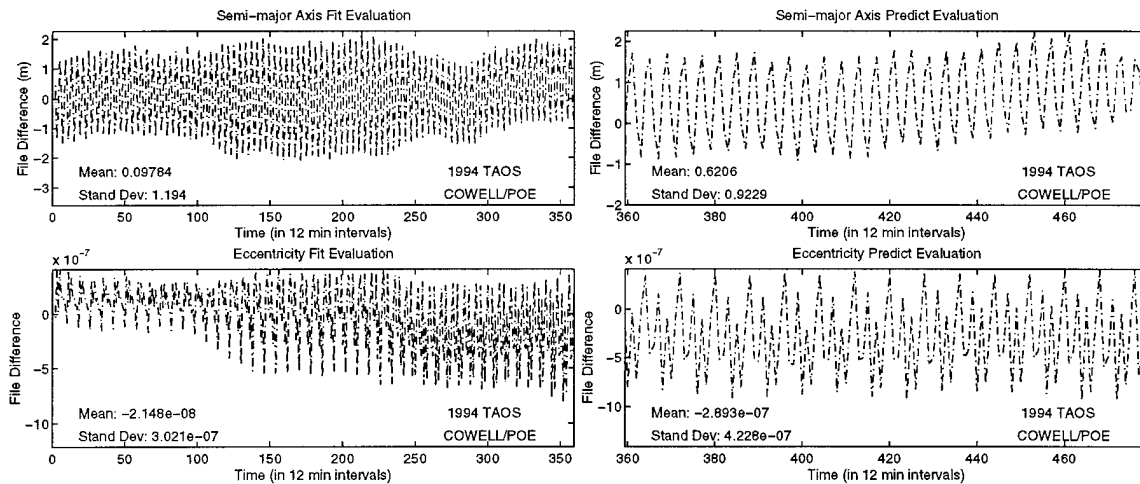 Semi-major Axis Fit Evaluation
File Difference (m)
2
1
0
-1
-2
-3
Mean: 0.09784
1994 TAOS
Stand Dev: 1.194
COWELL/POE
0 50 100 150 200 250 300 350
Time (in 12 min intervals)
Semi-major Axis Predict Evaluation
File Difference (m)
2
1
0
-1
-2
Mean: 0.6206
1994 TAOS
Stand Dev: 0.9229
COWELL/POE
360 380 400 420 440 460
Time (in 12 min intervals)
x 10^-7
Eccentricity Fit Evaluation
File Difference
0
-5
-10
Mean: -2.148e-08
1994 TAOS
Stand Dev: 3.021e-07
COWELL/POE
0 50 100 150 200 250 300 350
Time (in 12 min intervals)
x 10^-7
Eccentricity Predict Evaluation
File Difference
0
-5
-10
Mean: -2.893e-07
1994 TAOS
Stand Dev: 4.228e-07
COWELL/POE
360 380 400 420 440 460
Time (in 12 min intervals)